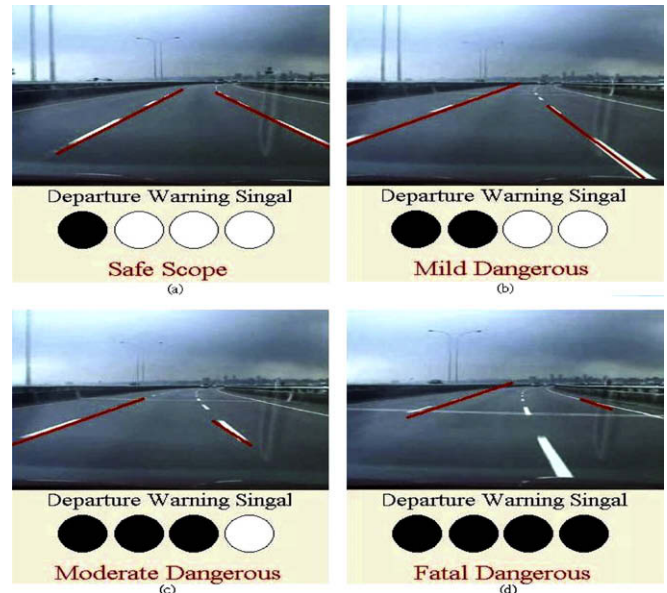 Departure Warning Singal
Safe Scope
(a)
Departure Warning Singal
Mild Dangerous
(b)
Departure Warning Singal
Moderate Dangerous
(c)
Departure Warning Singal
Fatal Dangerous
(d)